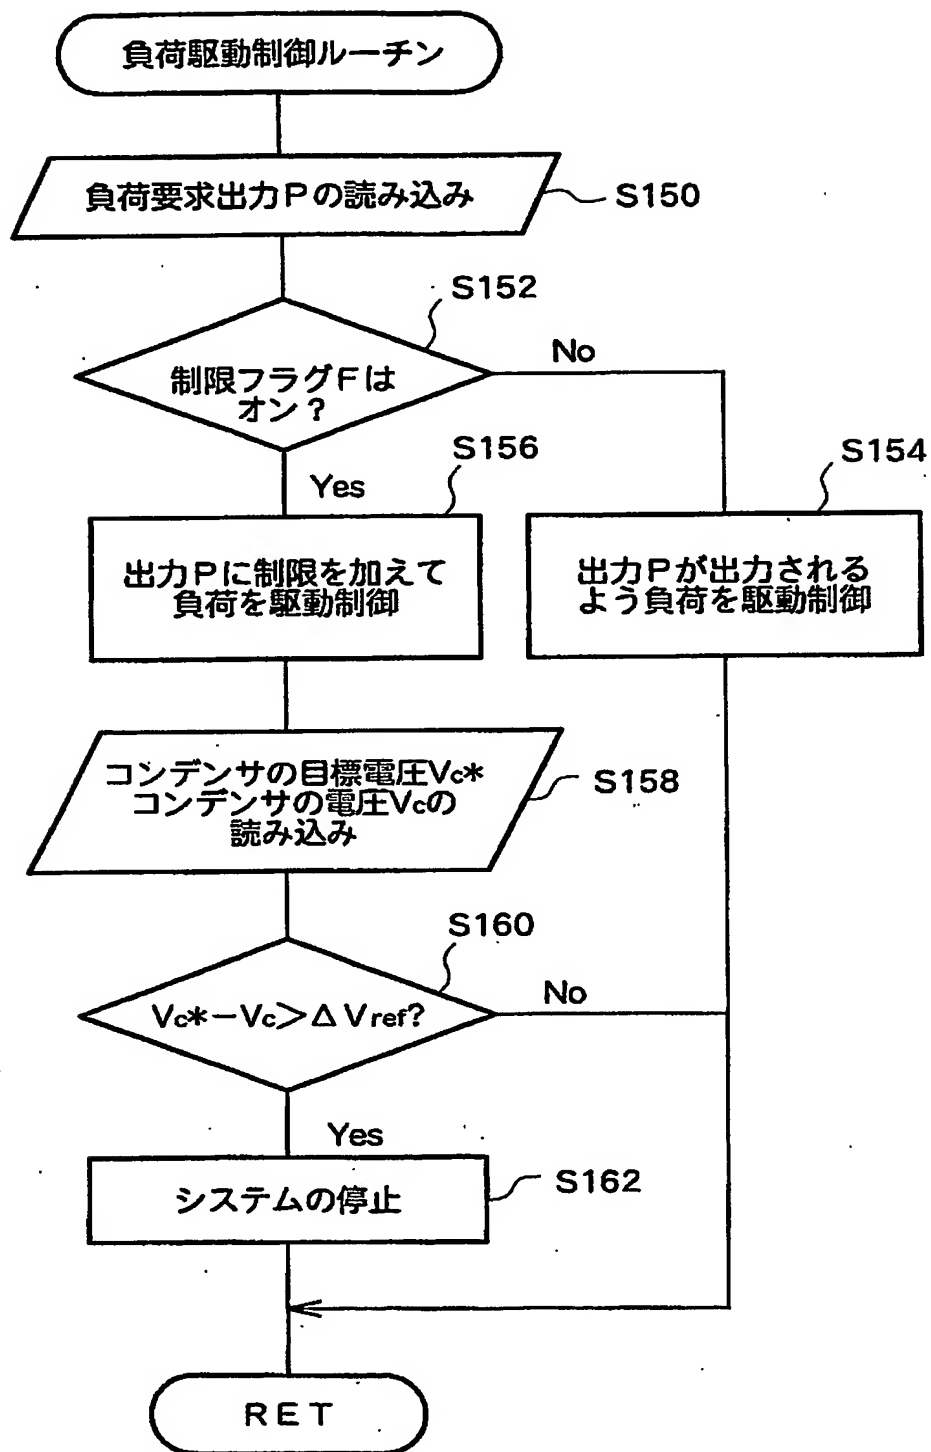 負荷駆動制御ルーチン
負荷要求出力Pの読み込み
S150
S152
制限フラグFは
オン?
No
Yes
S156
出力Pに制限を加えて
負荷を駆動制御
S154
出力Pが出力される
よう負荷を駆動制御
コンデンサの目標電圧Vc*
コンデンサの電圧Vcの
読み込み
S158
S160
Vc*−Vc>ΔVref?
No
Yes
システムの停止
S162
RET